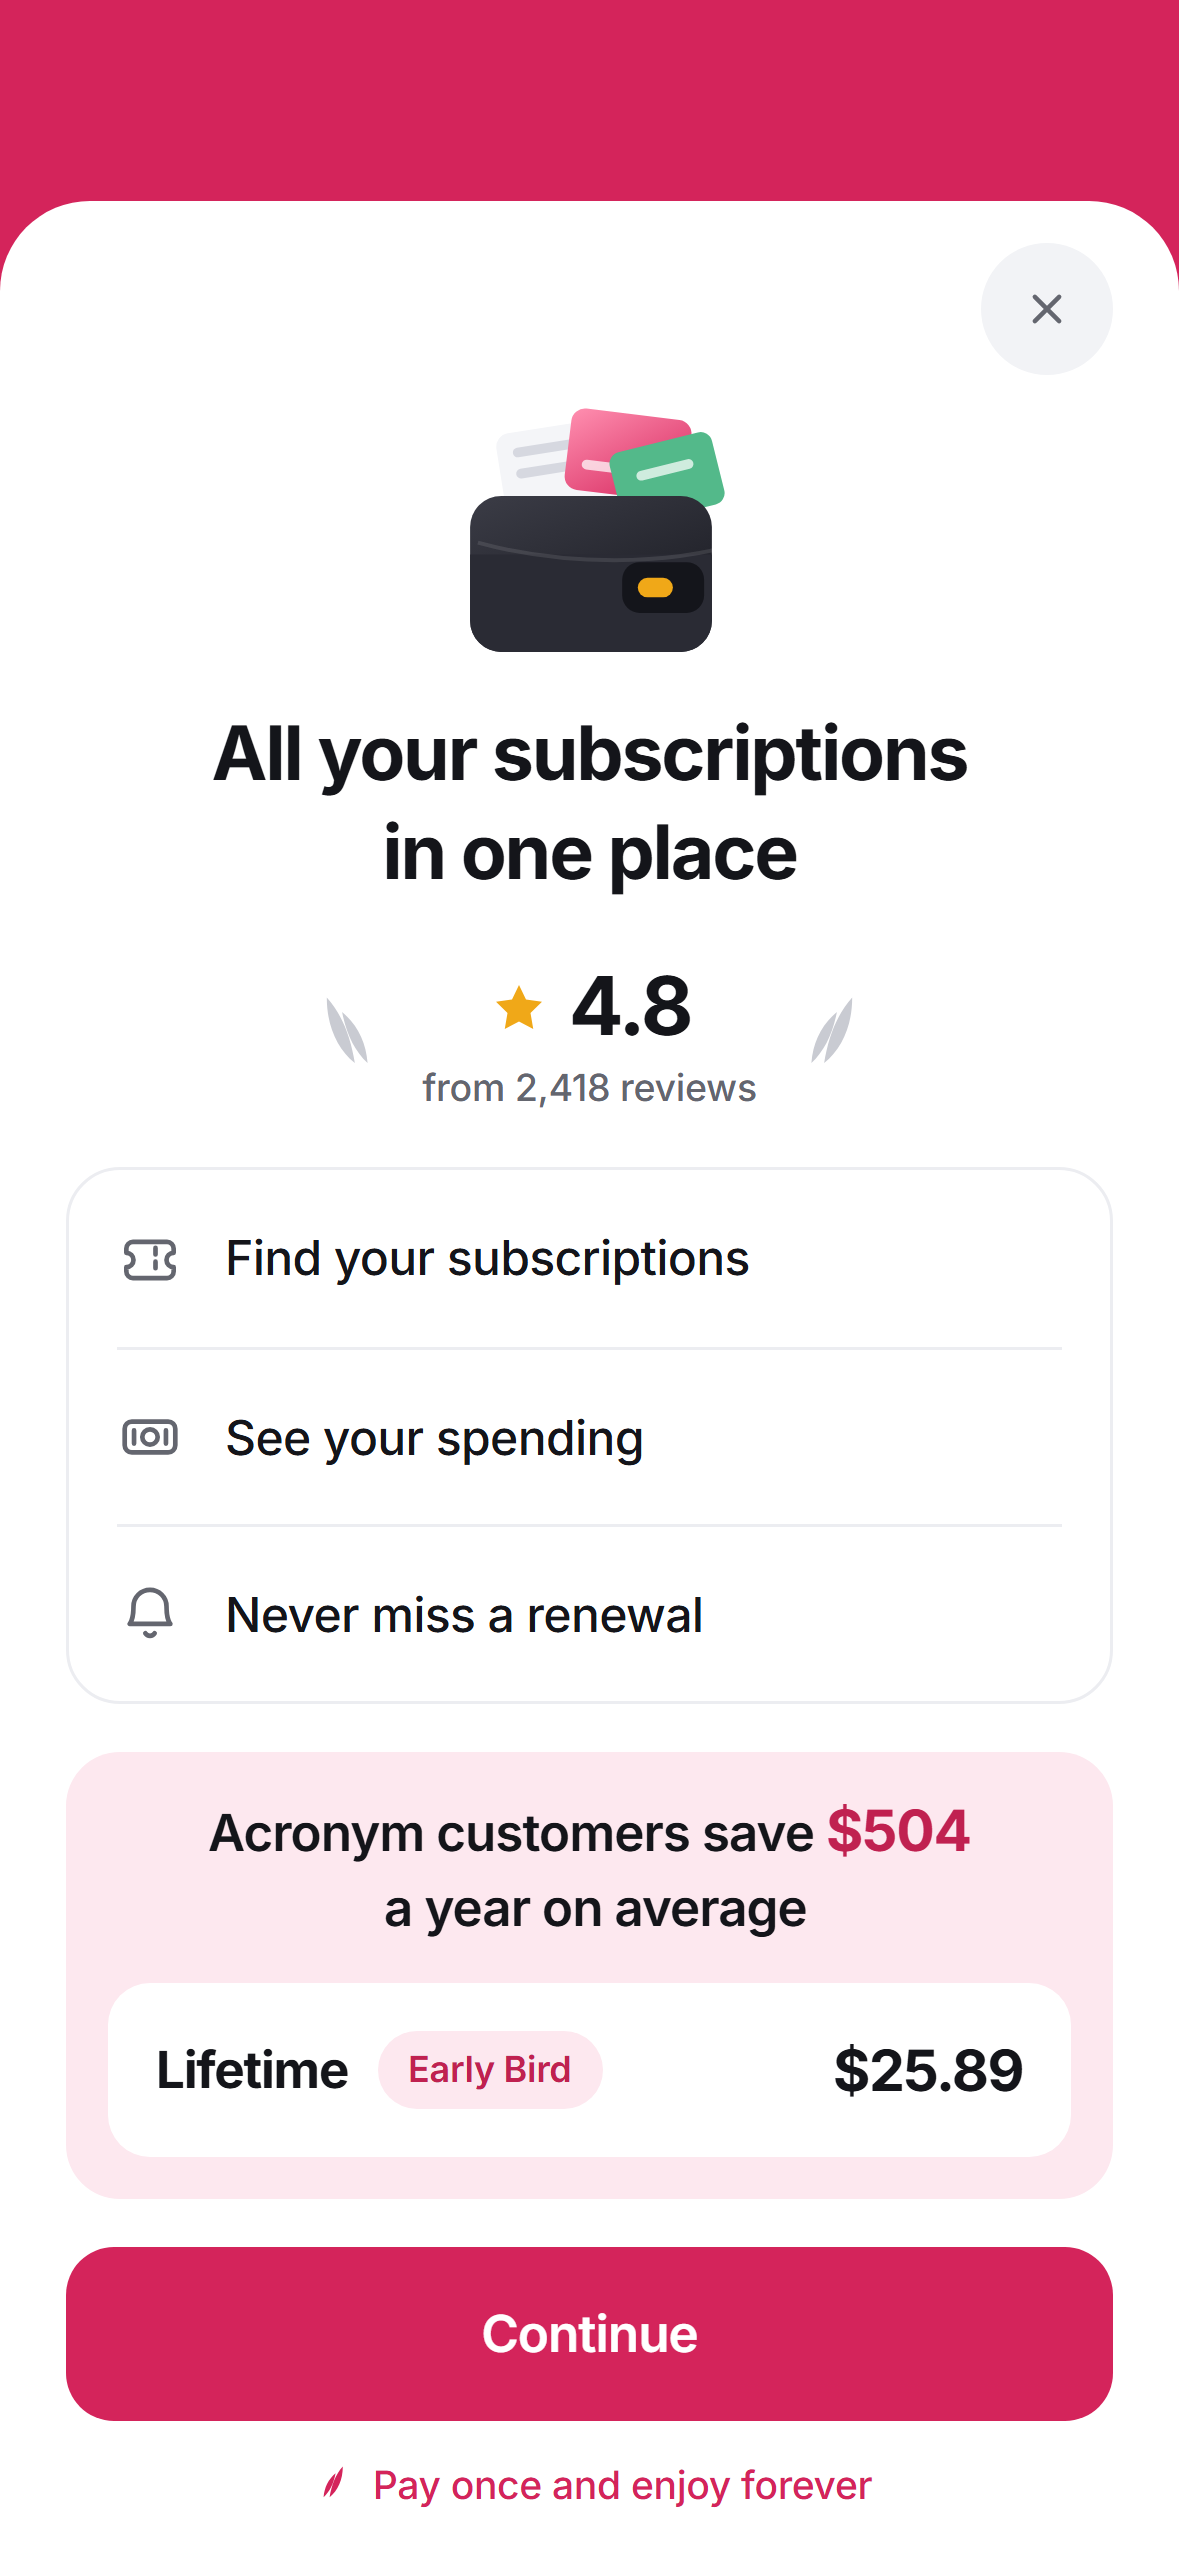 All your subscriptions
in one place
4.8
from 2,418 reviews
Find your subscriptions
See your spending
Never miss a renewal
Acronym customers save $504
a year on average
Lifetime Early Bird $25.89
Continue
Pay once and enjoy forever